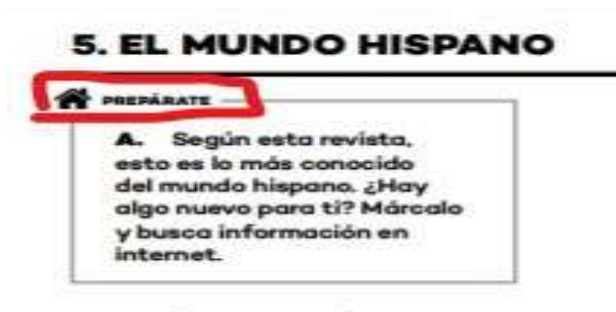 5. EL MUNDO HISPANO
PREPÁRATE
A. Según esta revista,
esto es lo más conocido
del mundo hispano. ¿Hay
algo nuevo para ti? Márcalo
y busca información en
internet.